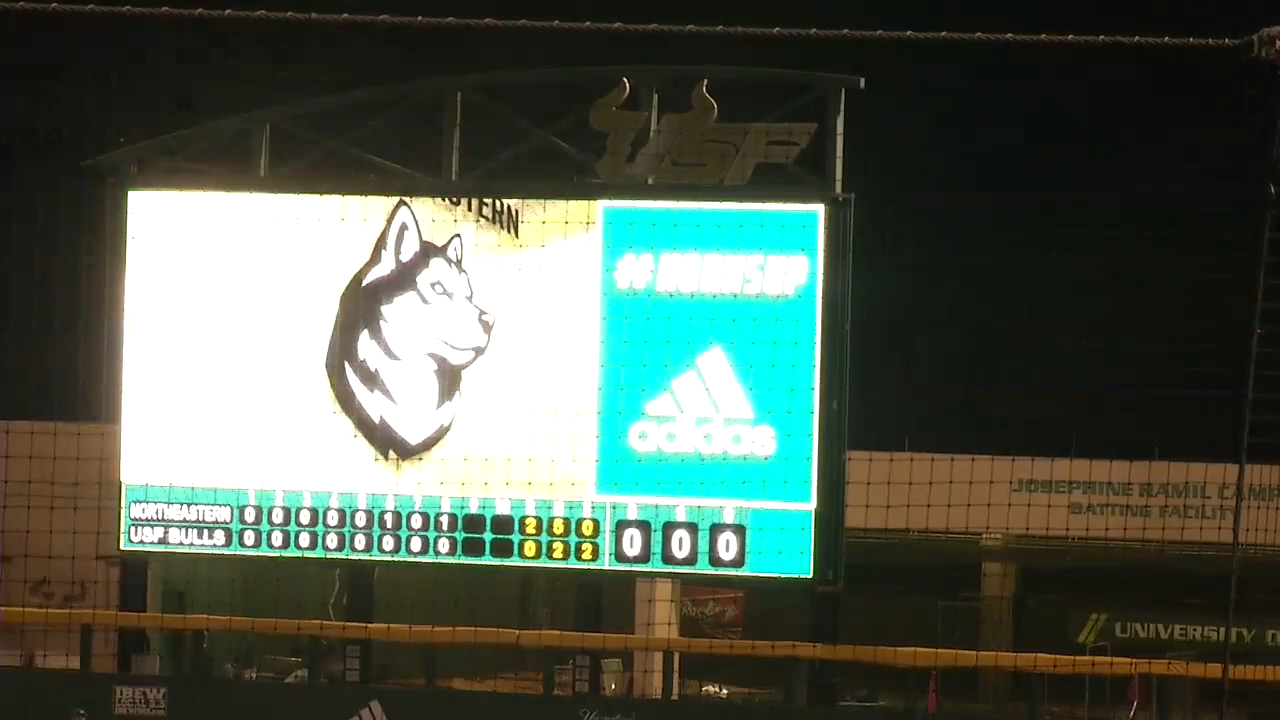 USF
#HORNSUP
adidas
NORTHEASTERN 0 0 0 0 0 1 0 1 2 5 0
USF BULLS 0 0 0 0 0 0 0 0 0 2 2
0 0 0
JOSEPHINE RAMIL CAMP
BATTING FACILITY
Rawlings
UNIVERSITY
IBEW
LOCAL